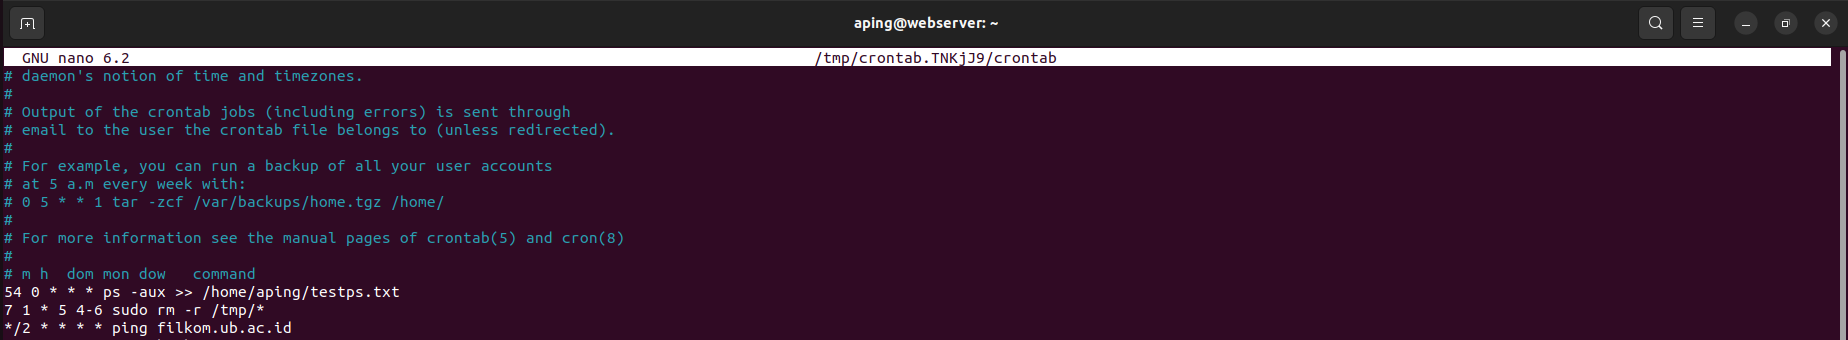 aping@webserver: ~
GNU nano 6.2 /tmp/crontab.TNKjJ9/crontab
# daemon's notion of time and timezones.
#
# Output of the crontab jobs (including errors) is sent through
# email to the user the crontab file belongs to (unless redirected).
#
# For example, you can run a backup of all your user accounts
# at 5 a.m every week with:
# 0 5 * * 1 tar -zcf /var/backups/home.tgz /home/
#
# For more information see the manual pages of crontab(5) and cron(8)
#
# m h  dom mon dow   command
54 0 * * * ps -aux >> /home/aping/testps.txt
7 1 * 5 4-6 sudo rm -r /tmp/*
*/2 * * * * ping filkom.ub.ac.id